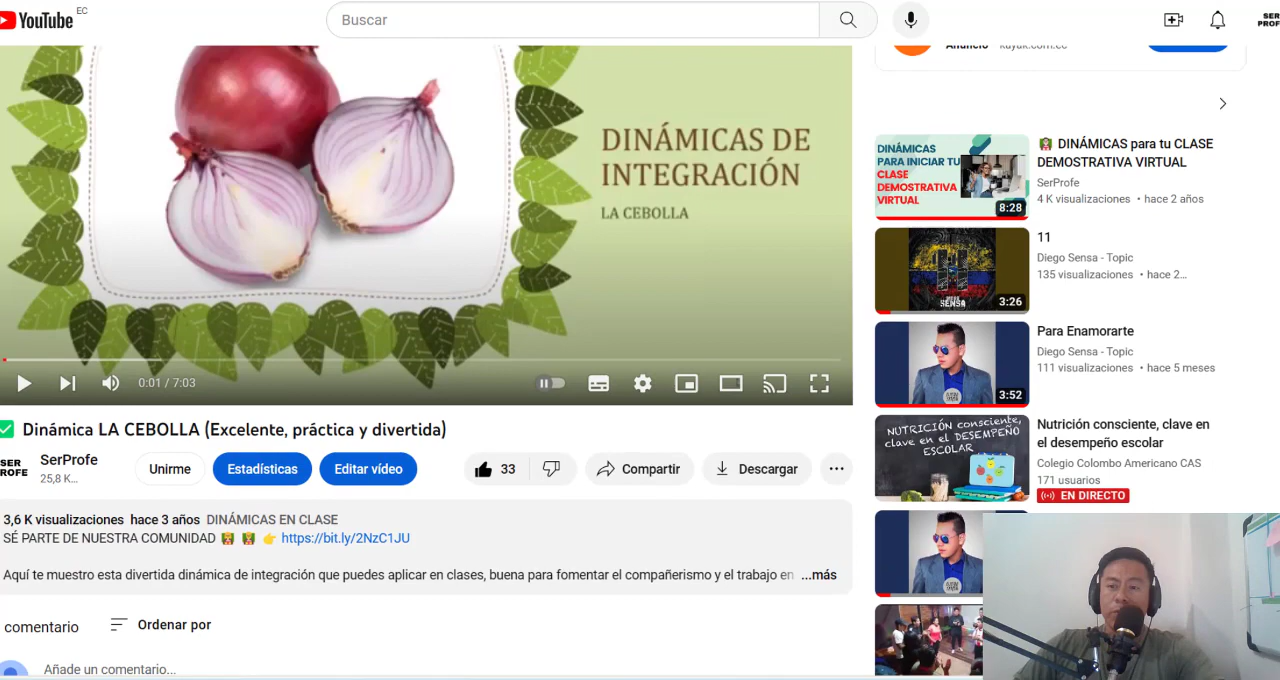 YouTube
EC
Buscar
SER
PROF
Anuncio kayak.com.ec
DINÁMICAS DE
INTEGRACIÓN
LA CEBOLLA
0:01 / 7:03
Dinámica LA CEBOLLA (Excelente, práctica y divertida)
SER
ROFE
SerProfe
25,8 K...
Unirme
Estadísticas
Editar vídeo
33
Compartir
Descargar
3,6 K visualizaciones hace 3 años DINÁMICAS EN CLASE
SÉ PARTE DE NUESTRA COMUNIDAD https://bit.ly/2NzC1JU
Aquí te muestro esta divertida dinámica de integración que puedes aplicar en clases, buena para fomentar el compañerismo y el trabajo en ...más
comentario
Ordenar por
Añade un comentario...
DINÁMICAS
PARA INICIAR TU
CLASE
DEMOSTRATIVA
VIRTUAL
8:28
DINÁMICAS para tu CLASE
DEMOSTRATIVA VIRTUAL
SerProfe
4 K visualizaciones • hace 2 años
SENSA
3:26
11
Diego Sensa - Topic
135 visualizaciones • hace 2...
3:52
Para Enamorarte
Diego Sensa - Topic
111 visualizaciones • hace 5 meses
NUTRICIÓN consciente,
clave en el DESEMPEÑO
ESCOLAR
Nutrición consciente, clave en
el desempeño escolar
Colegio Colombo Americano CAS
171 usuarios
EN DIRECTO